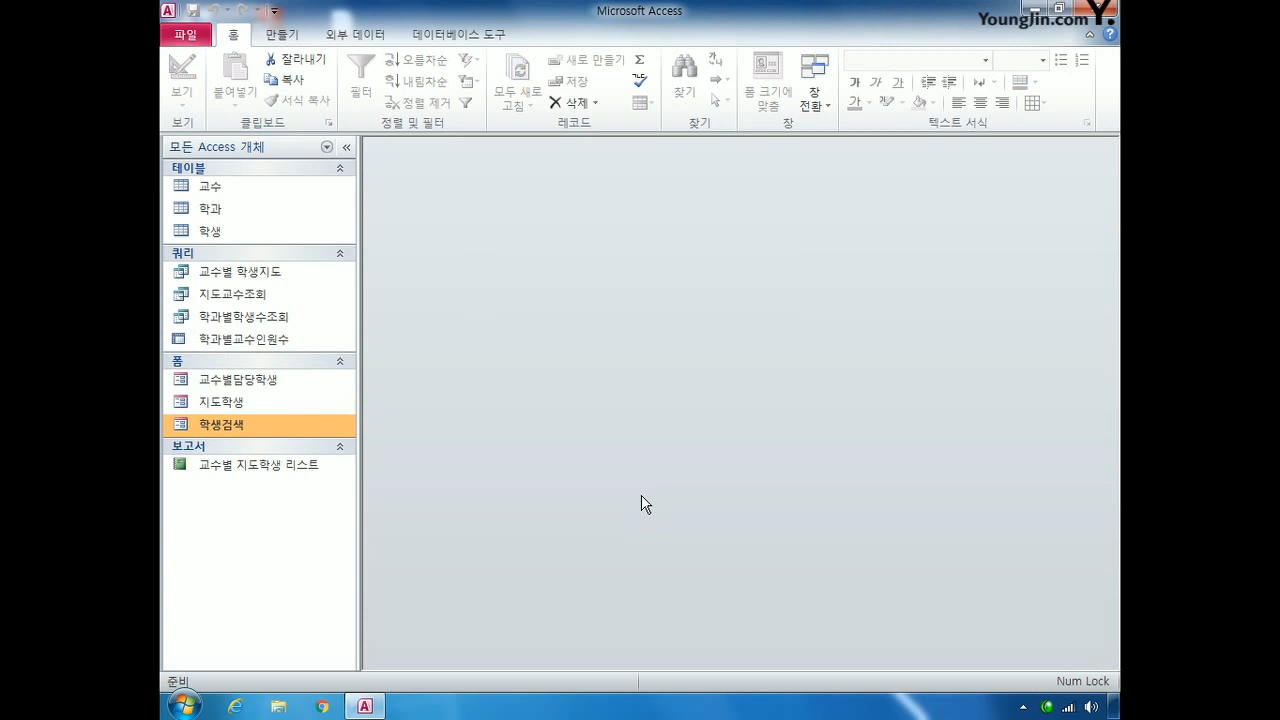 Microsoft Access
YoungJin.com Y.
파일 홈 만들기 외부 데이터 데이터베이스 도구
보기 붙여넣기 잘라내기 복사 서식 복사
필터 오름차순 내림차순 정렬 제거
모두 새로 고침 새로 만들기 저장 삭제
찾기 폼 크기에 맞춤 창 전환
가 가 가 가
보기 클립보드 정렬 및 필터 레코드 찾기 창 텍스트 서식
모든 Access 개체
테이블
교수
학과
학생
쿼리
교수별 학생지도
지도교수조회
학과별학생수조회
학과별교수인원수
폼
교수별담당학생
지도학생
학생검색
보고서
교수별 지도학생 리스트
준비
Num Lock